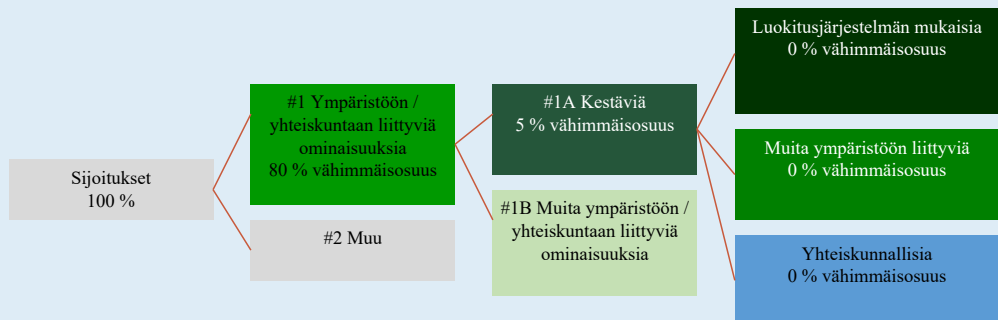 Sijoitukset
100 %
#1 Ympäristöön /
yhteiskuntaan liittyviä
ominaisuuksia
80 % vähimmäisosuus
#2 Muu
#1A Kestäviä
5 % vähimmäisosuus
#1B Muita ympäristöön /
yhteiskuntaan liittyviä
ominaisuuksia
Luokitusjärjestelmän mukaisia
0 % vähimmäisosuus
Muita ympäristöön liittyviä
0 % vähimmäisosuus
Yhteiskunnallisia
0 % vähimmäisosuus